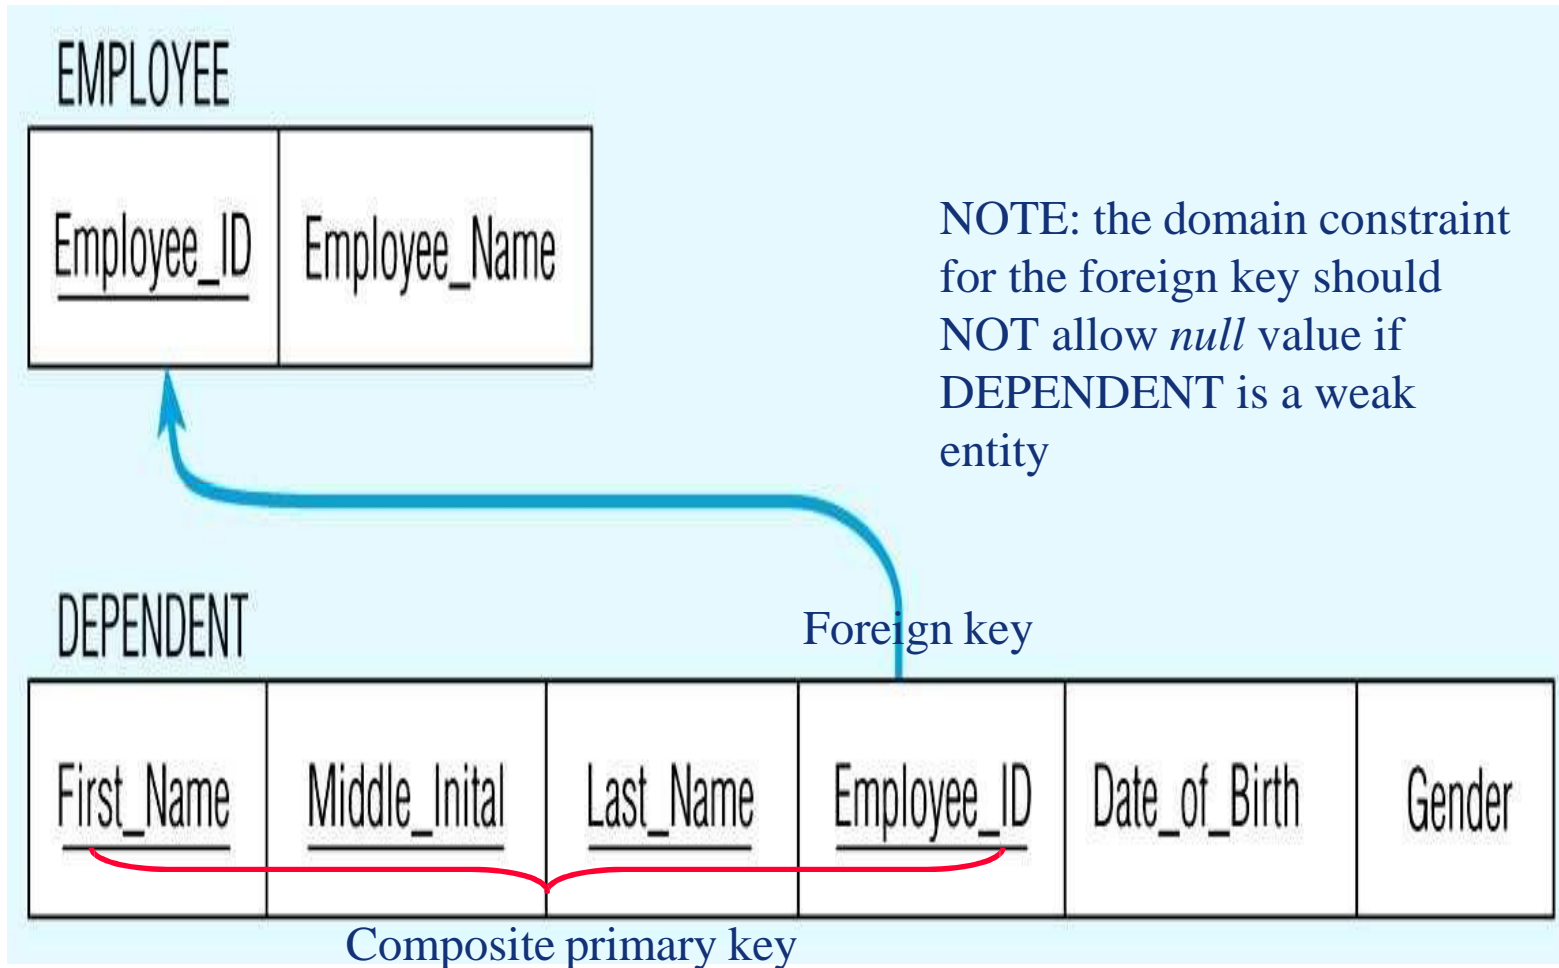 EMPLOYEE
Employee_ID Employee_Name
NOTE: the domain constraint
for the foreign key should
NOT allow null value if
DEPENDENT is a weak
entity
DEPENDENT
Foreign key
First_Name Middle_Inital Last_Name Employee_ID Date_of_Birth Gender
Composite primary key